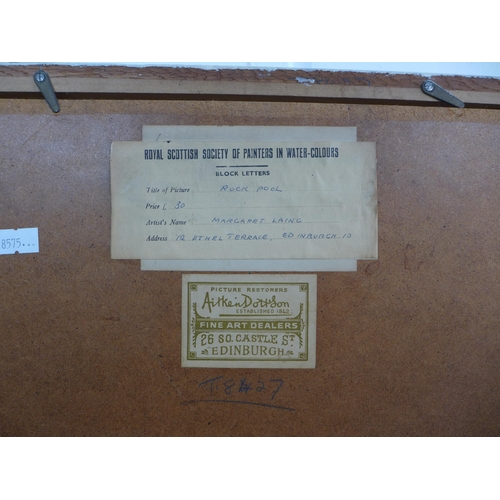 ROYAL SCOTTISH SOCIETY OF PAINTERS IN WATER-COLOURS
BLOCK LETTERS
Title of Picture ROCK POOL
Price £ 30
Artist's Name MARGARET LAING
Address 12 ETHEL TERRACE, EDINBURGH. 10
8575...
PICTURE RESTORERS
Aitken Dott & Son
ESTABLISHED 1842
FINE ART DEALERS
26 SO. CASTLE ST.
EDINBURGH